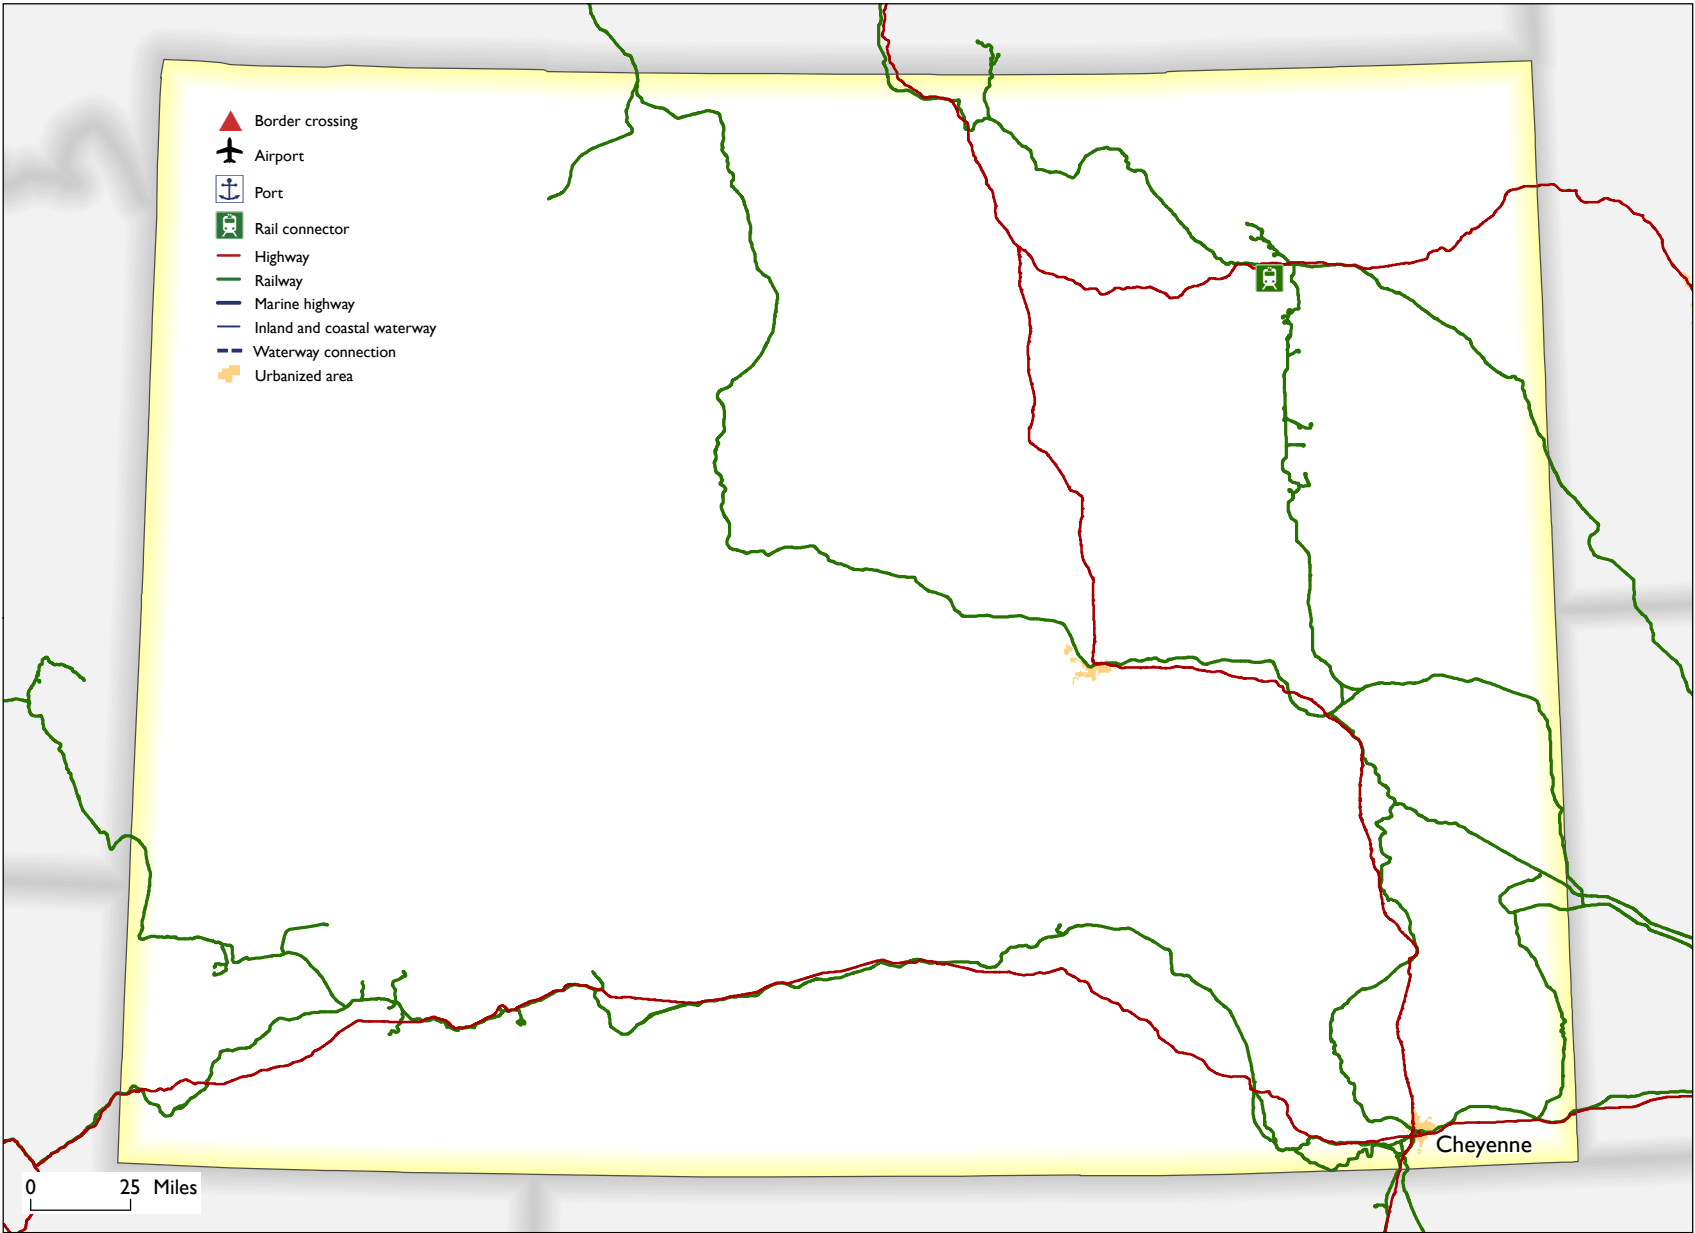 Border crossing
Airport
Port
Rail connector
Highway
Railway
Marine highway
Inland and coastal waterway
Waterway connection
Urbanized area
Cheyenne
0 25 Miles